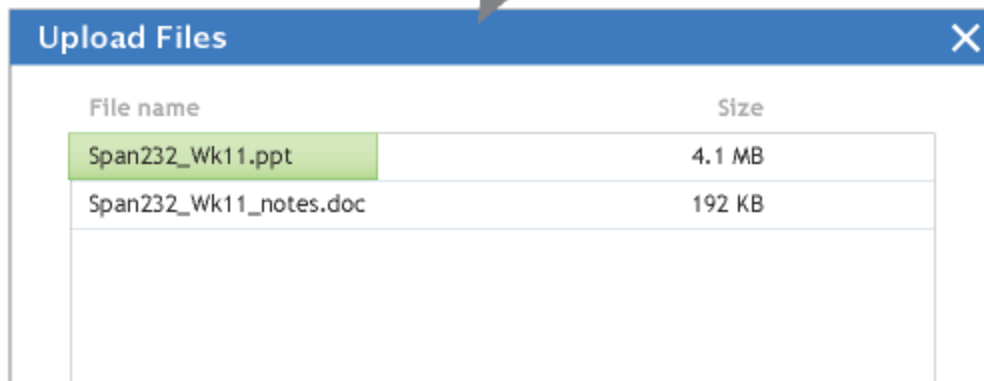 Upload Files
File name Size
Span232_Wk11.ppt 4.1 MB
Span232_Wk11_notes.doc 192 KB